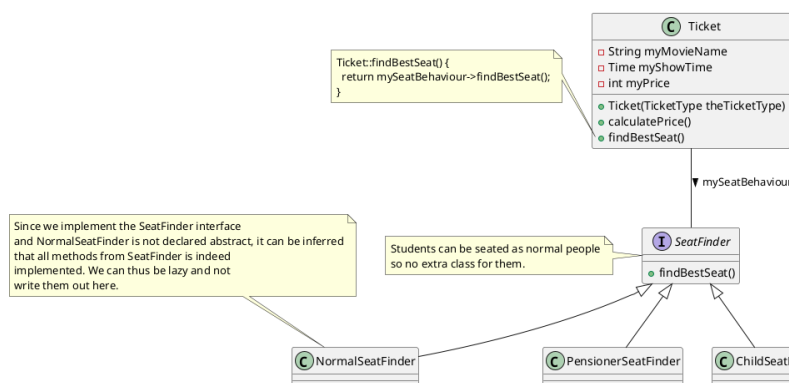 C Ticket
String myMovieName
Time myShowTime
int myPrice
Ticket(TicketType theTicketType)
calculatePrice()
findBestSeat()
Ticket::findBestSeat() {
return mySeatBehaviour->findBestSeat();
}
mySeatBehaviour
Since we implement the SeatFinder interface
and NormalSeatFinder is not declared abstract, it can be inferred
that all methods from SeatFinder is indeed
implemented. We can thus be lazy and not
write them out here.
Students can be seated as normal people
so no extra class for them.
I SeatFinder
findBestSeat()
C NormalSeatFinder
C PensionerSeatFinder
C